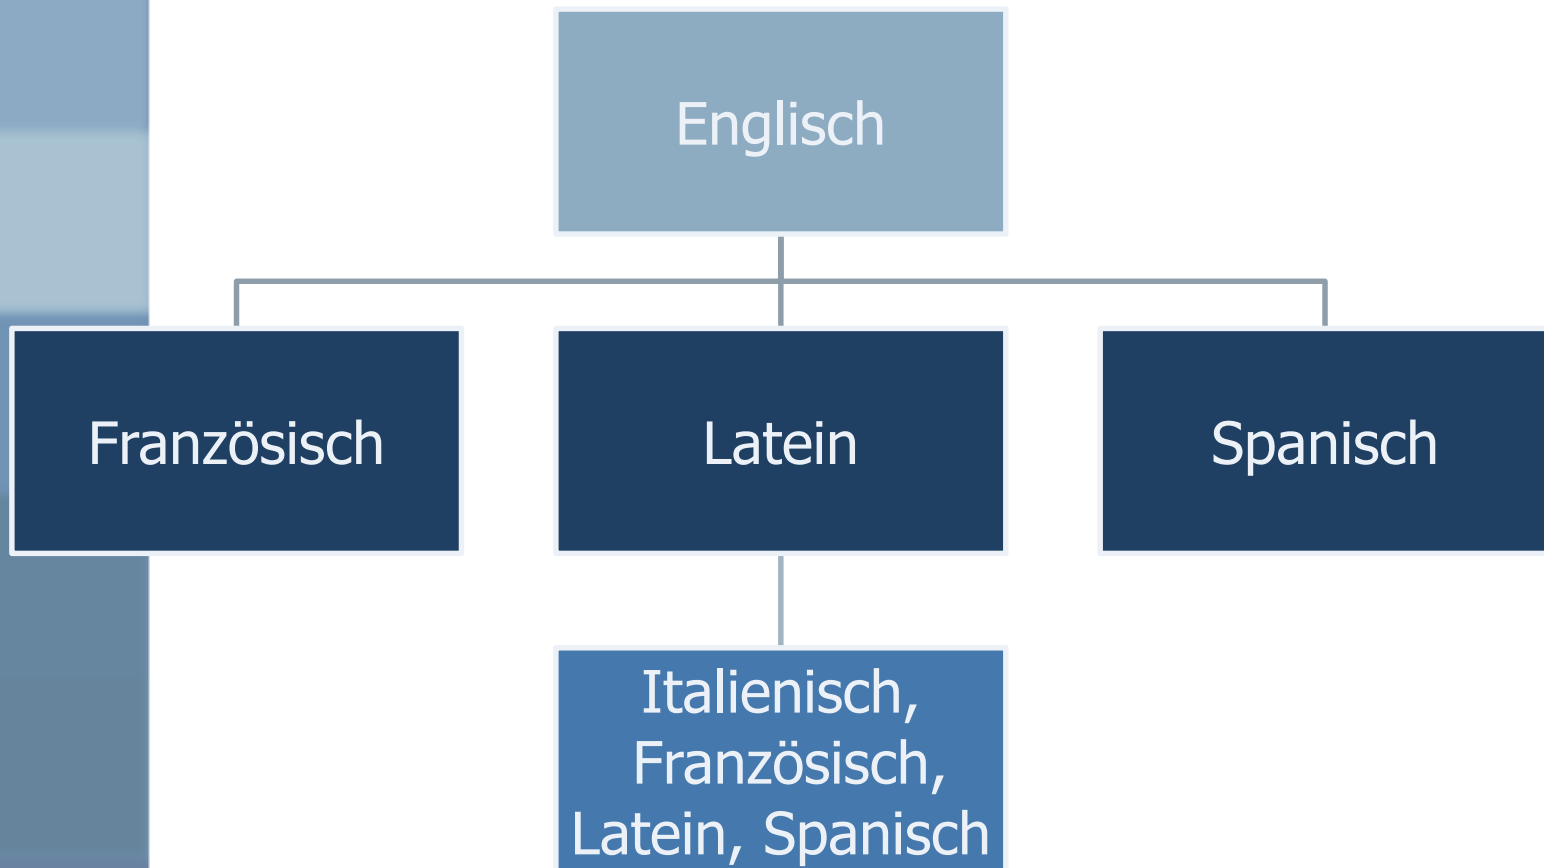 Englisch
Französisch
Latein
Spanisch
Italienisch,
Französisch,
Latein, Spanisch